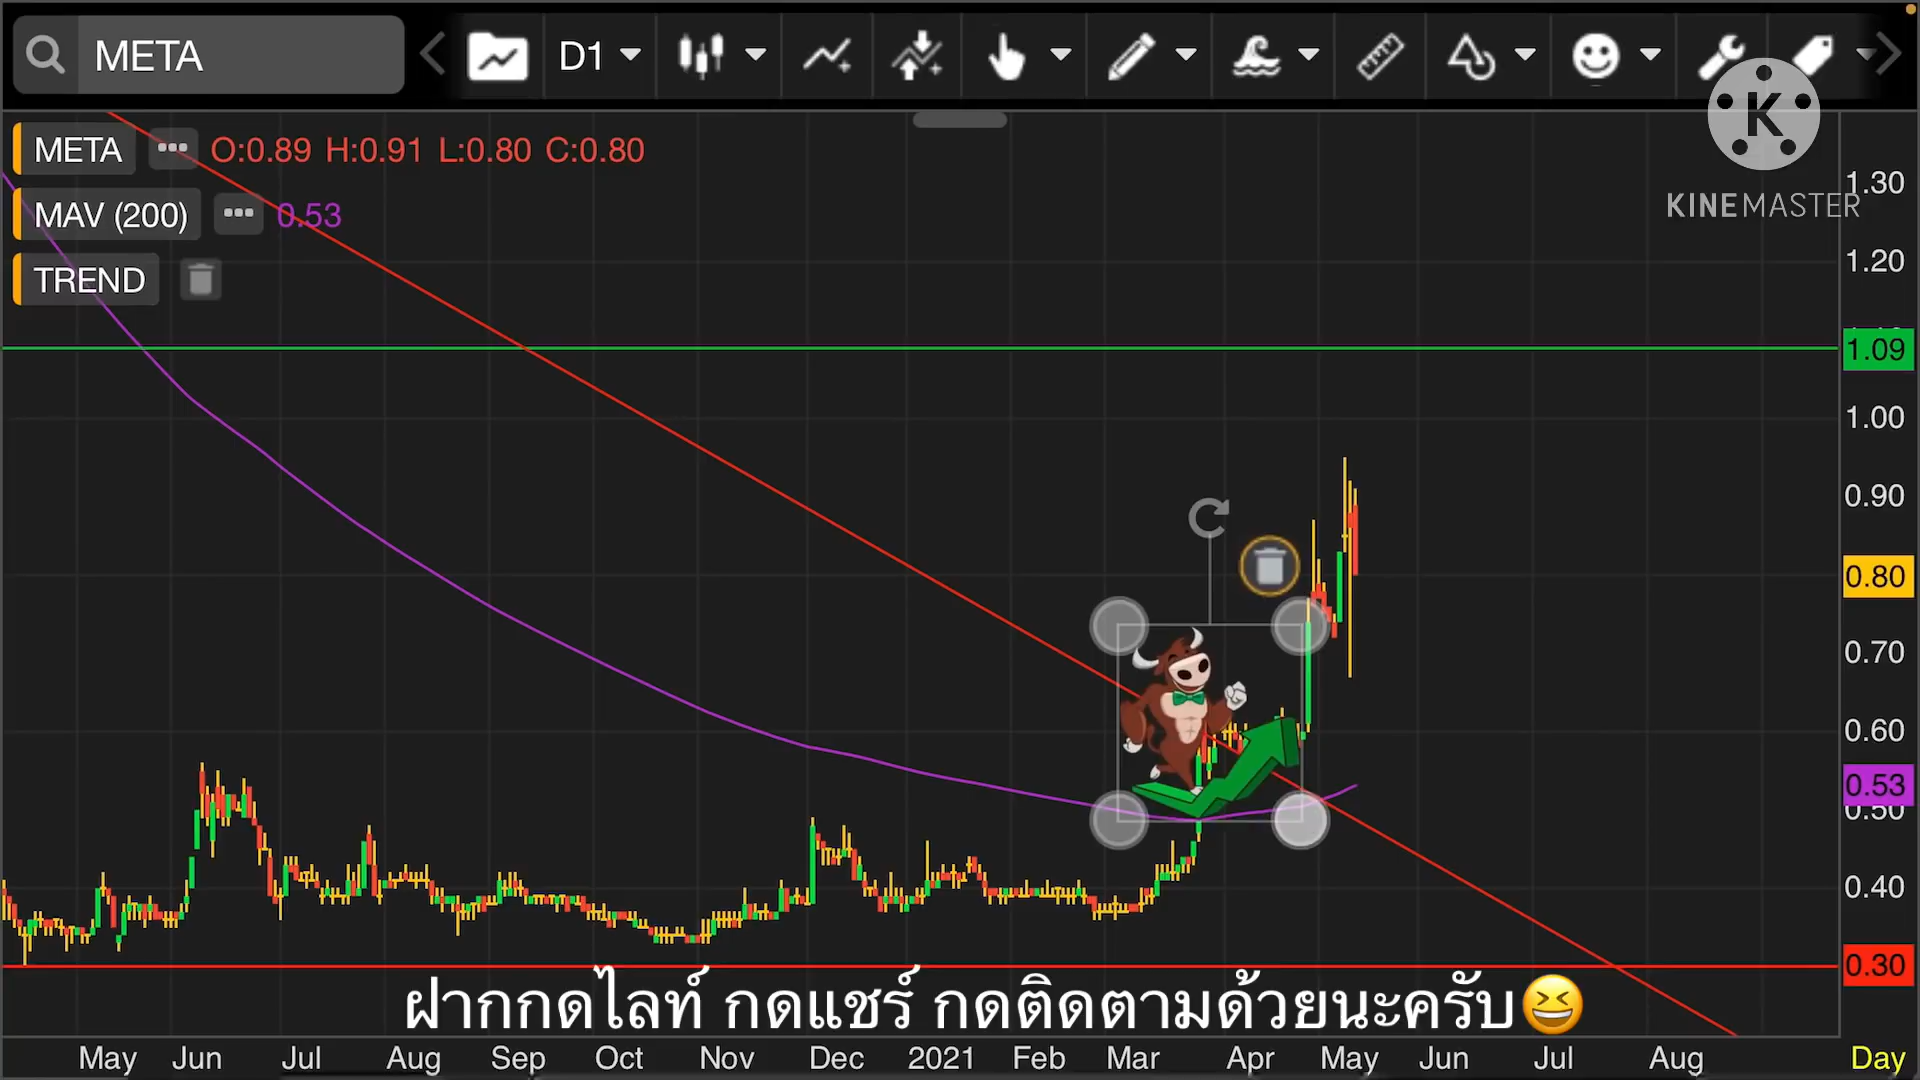 META
D1
META ••• O:0.89 H:0.91 L:0.80 C:0.80
MAV (200) ••• 0.53
TREND
K
KINEMASTER
1.30
1.20
1.09
1.00
0.90
0.80
0.70
0.60
0.53
0.50
0.40
0.30
ฝากกดไลท์ กดแชร์ กดติดตามด้วยนะครับ😆
May Jun Jul Aug Sep Oct Nov Dec 2021 Feb Mar Apr May Jun Jul Aug Day